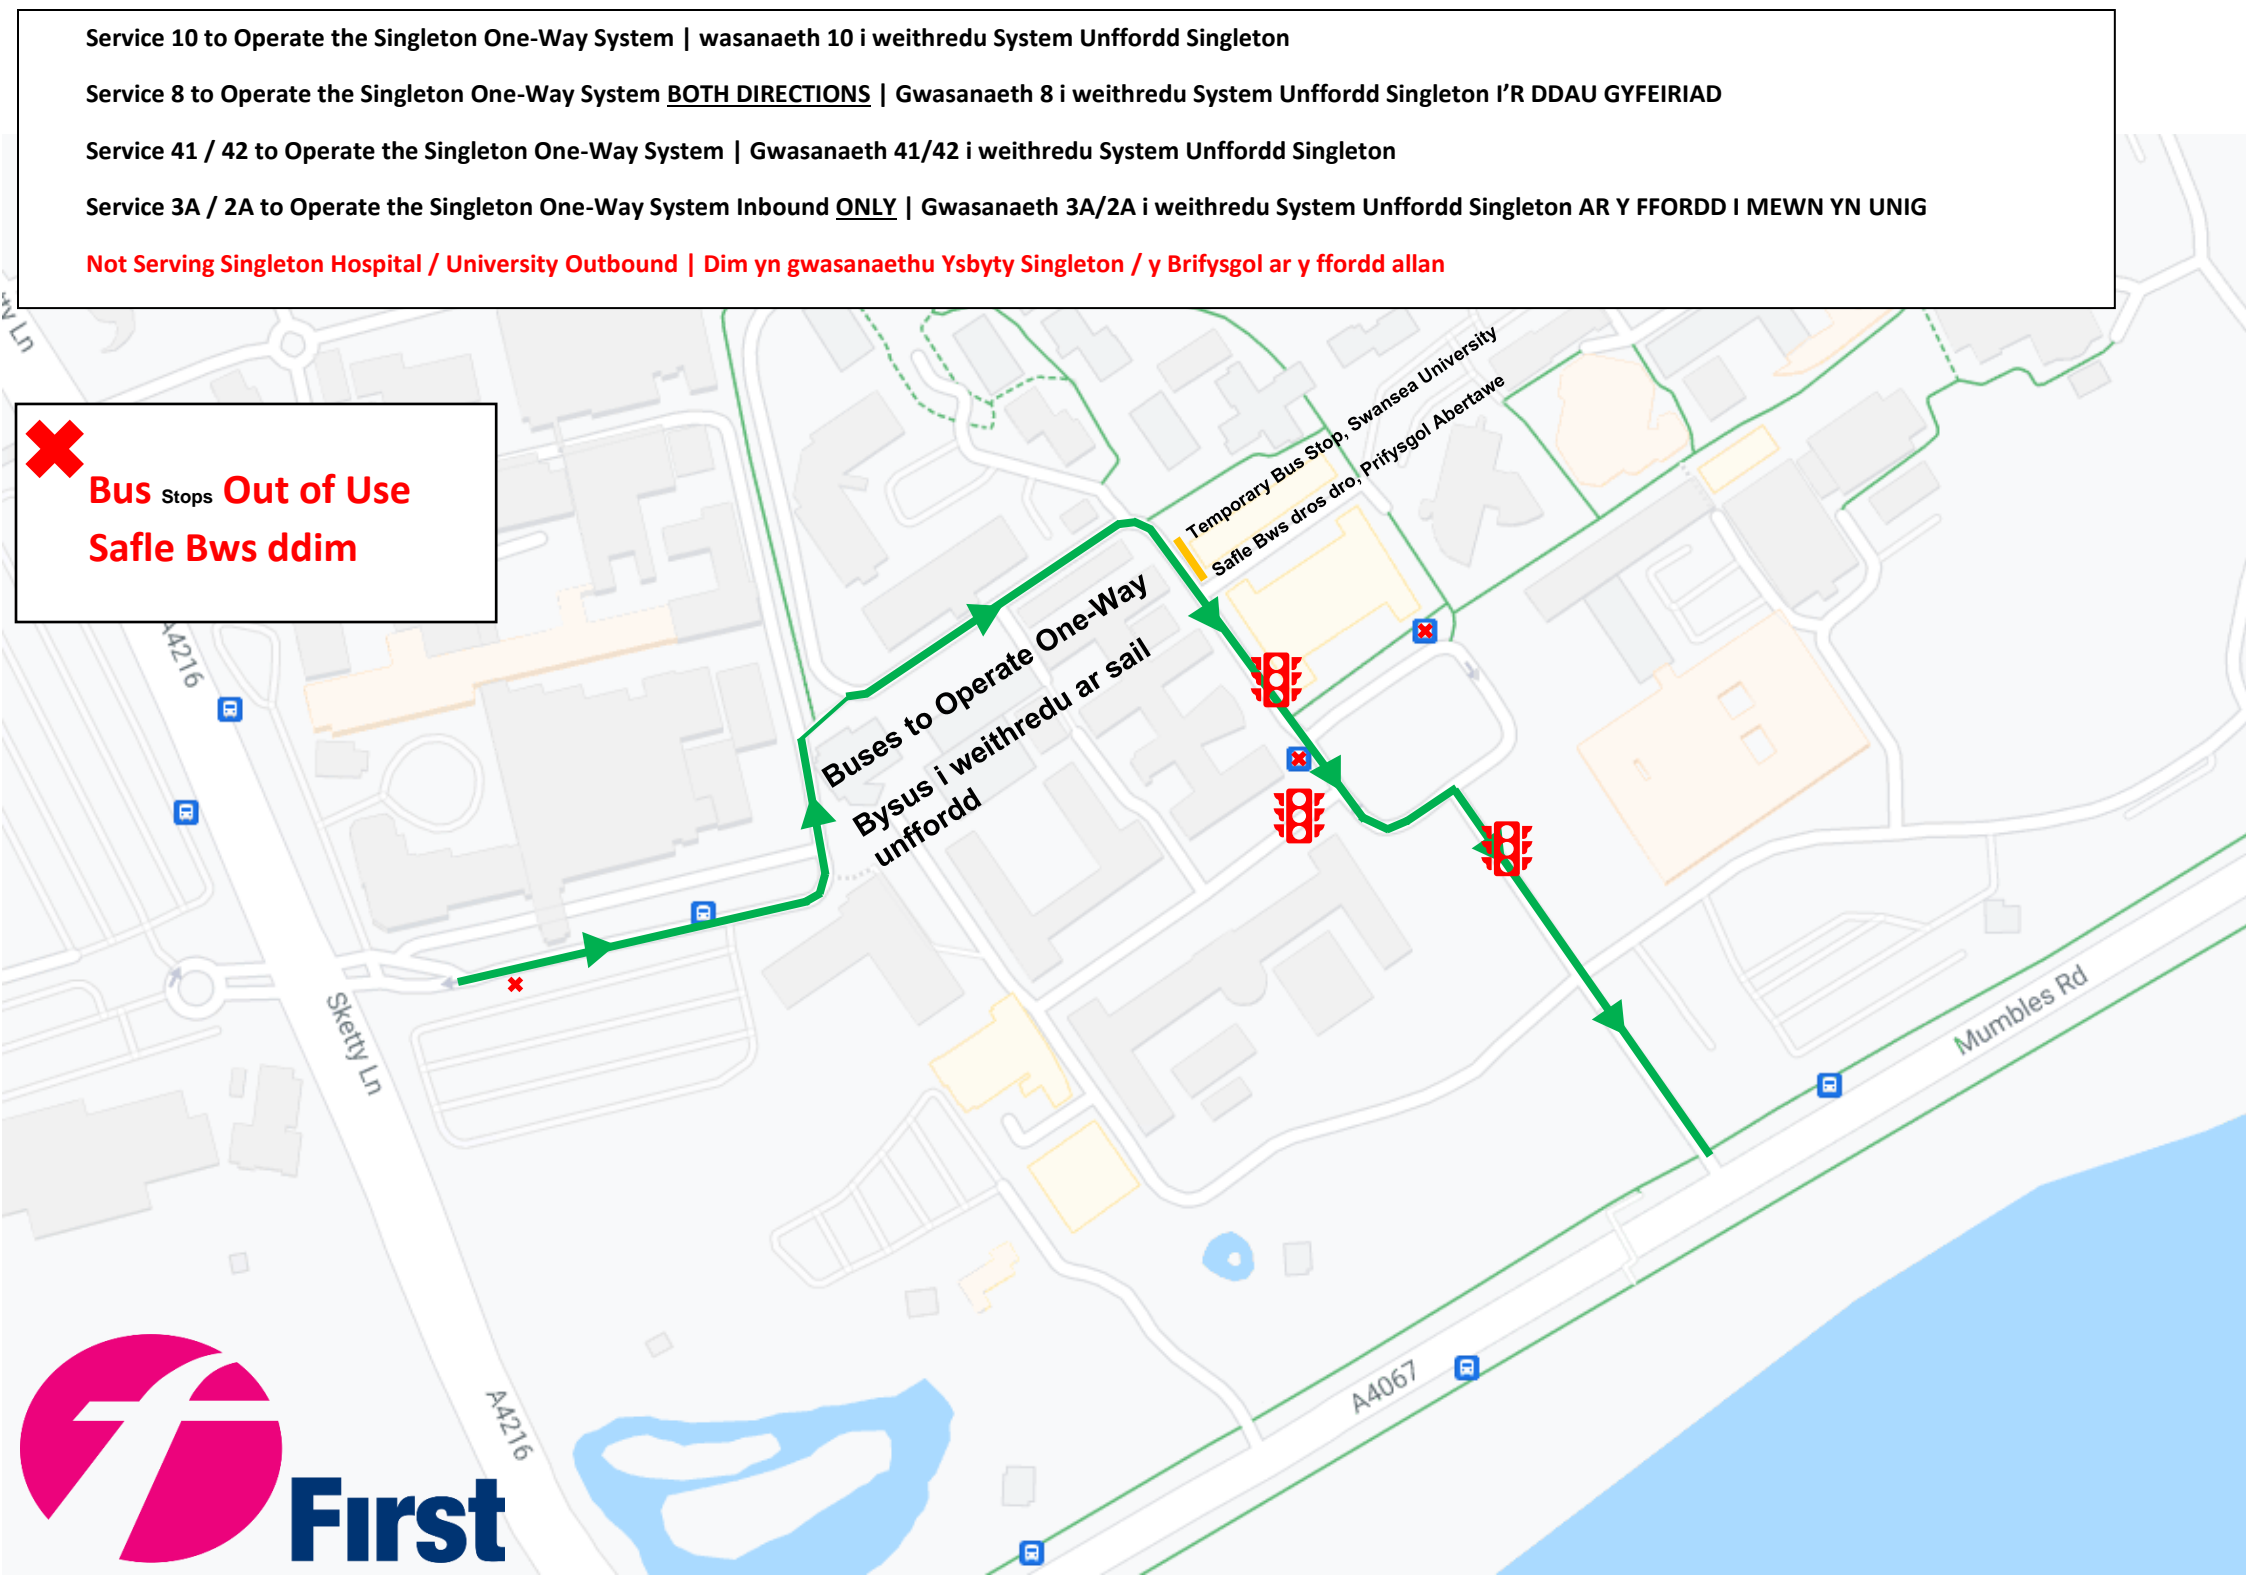 Service 10 to Operate the Singleton One-Way System | wasanaeth 10 i weithredu System Unffordd Singleton
Service 8 to Operate the Singleton One-Way System BOTH DIRECTIONS | Gwasanaeth 8 i weithredu System Unffordd Singleton I'R DDAU GYFEIRIAD
Service 41 / 42 to Operate the Singleton One-Way System | Gwasanaeth 41/42 i weithredu System Unffordd Singleton
Service 3A / 2A to Operate the Singleton One-Way System Inbound ONLY | Gwasanaeth 3A/2A i weithredu System Unffordd Singleton AR Y FFORDD I MEWN YN UNIG
Not Serving Singleton Hospital / University Outbound | Dim yn gwasanaethu Ysbyty Singleton / y Brifysgol ar y ffordd allan
Ln
Temporary Bus Stop, Swansea University
Safle Bws dros dro, Prifysgol Abertawe
Bus Stops Out of Use
Safle Bws ddim
A4216
Buses to Operate One-Way
Bysus i weithredu ar sail
unffordd
Sketty Ln
Mumbles Rd
A4067
A4216
First